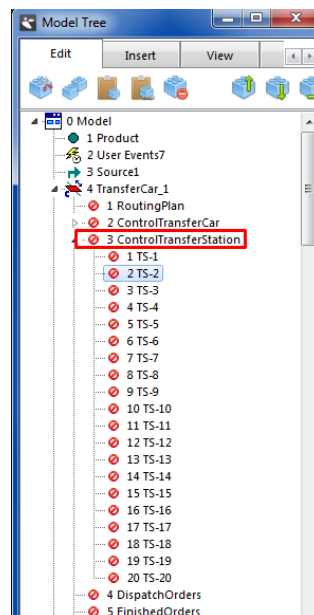 Model Tree
Edit Insert View
0 Model
1 Product
2 User Events7
3 Source1
4 TransferCar_1
1 RoutingPlan
2 ControlTransferCar
3 ControlTransferStation
1 TS-1
2 TS-2
3 TS-3
4 TS-4
5 TS-5
6 TS-6
7 TS-7
8 TS-8
9 TS-9
10 TS-10
11 TS-11
12 TS-12
13 TS-13
14 TS-14
15 TS-15
16 TS-16
17 TS-17
18 TS-18
19 TS-19
20 TS-20
4 DispatchOrders
5 FinishedOrders